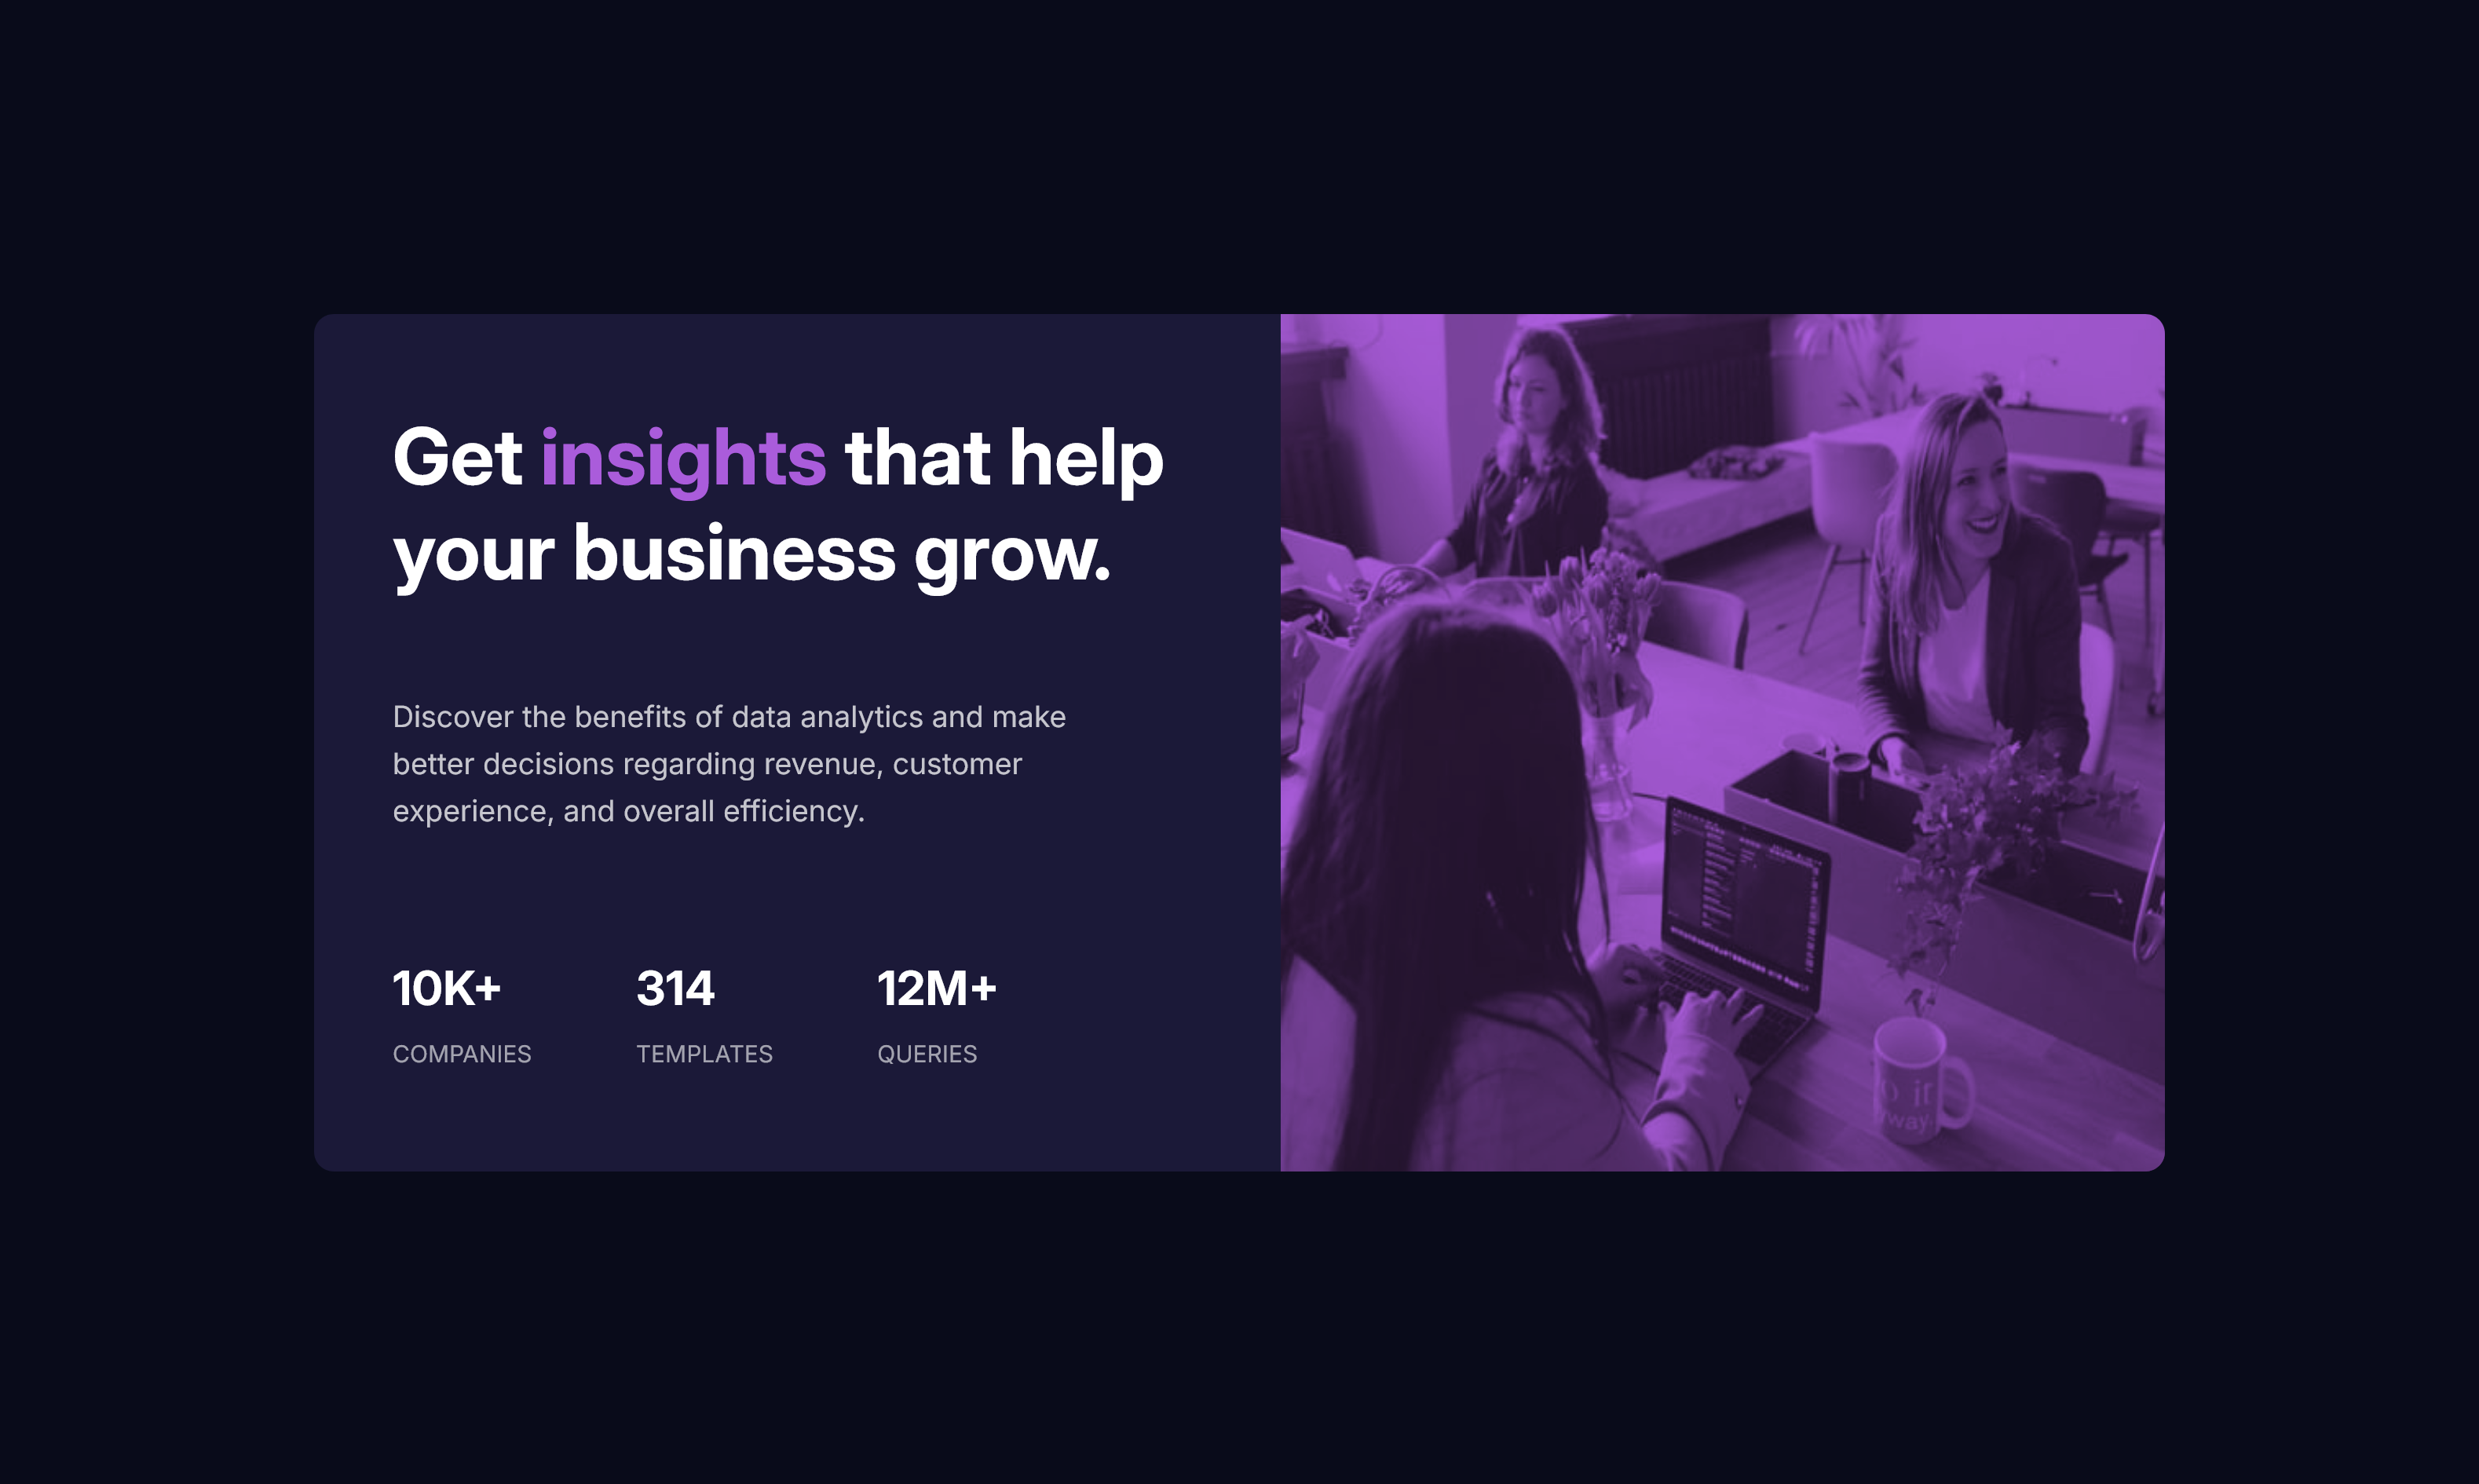 Get insights that help
your business grow.
Discover the benefits of data analytics and make
better decisions regarding revenue, customer
experience, and overall efficiency.
10K+ 314 12M+
COMPANIES TEMPLATES QUERIES
it